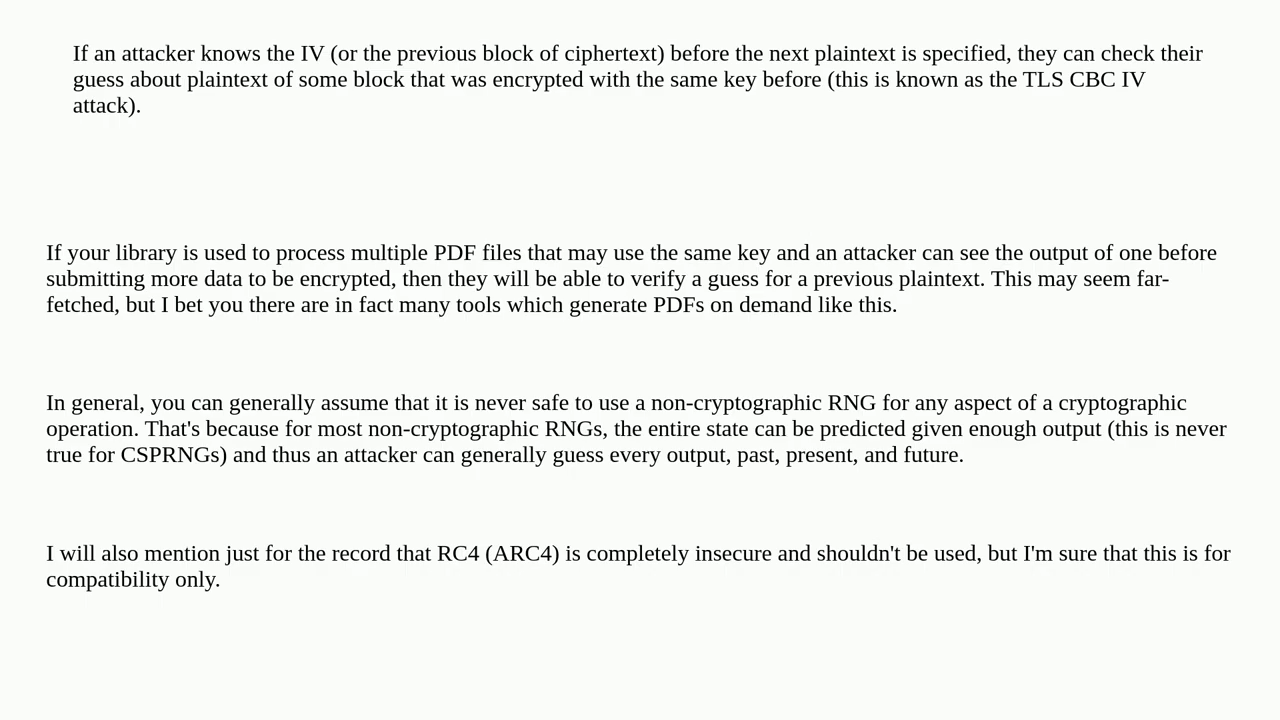 If an attacker knows the IV (or the previous block of ciphertext) before the next plaintext is specified, they can check their
guess about plaintext of some block that was encrypted with the same key before (this is known as the TLS CBC IV
attack).
If your library is used to process multiple PDF files that may use the same key and an attacker can see the output of one before
submitting more data to be encrypted, then they will be able to verify a guess for a previous plaintext. This may seem far-
fetched, but I bet you there are in fact many tools which generate PDFs on demand like this.
In general, you can generally assume that it is never safe to use a non-cryptographic RNG for any aspect of a cryptographic
operation. That's because for most non-cryptographic RNGs, the entire state can be predicted given enough output (this is never
true for CSPRNGs) and thus an attacker can generally guess every output, past, present, and future.
I will also mention just for the record that RC4 (ARC4) is completely insecure and shouldn't be used, but I'm sure that this is for
compatibility only.